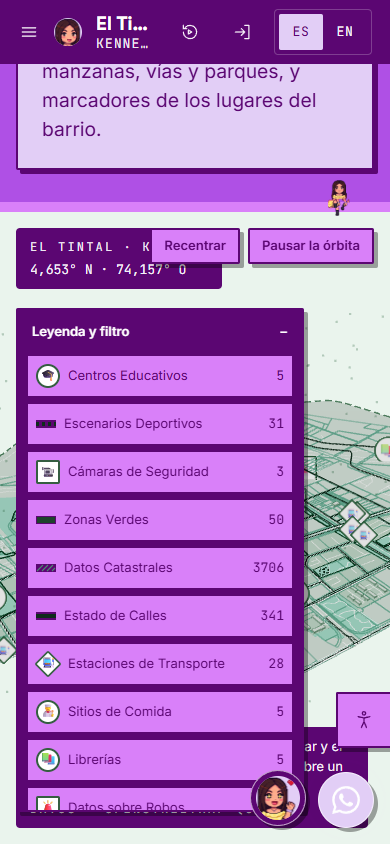 El Ti...
KENNE...
ES
EN
manzanas, vías y parques, y
marcadores de los lugares del
barrio.
EL TINTAL · K
4,653° N · 74,157° O
Recentrar
Pausar la órbita
Leyenda y filtro
–
Centros Educativos 5
Escenarios Deportivos 31
Cámaras de Seguridad 3
Zonas Verdes 50
Datos Catastrales 3706
Estado de Calles 341
Estaciones de Transporte 28
Sitios de Comida 5
Librerías 5
Datos sobre Robos